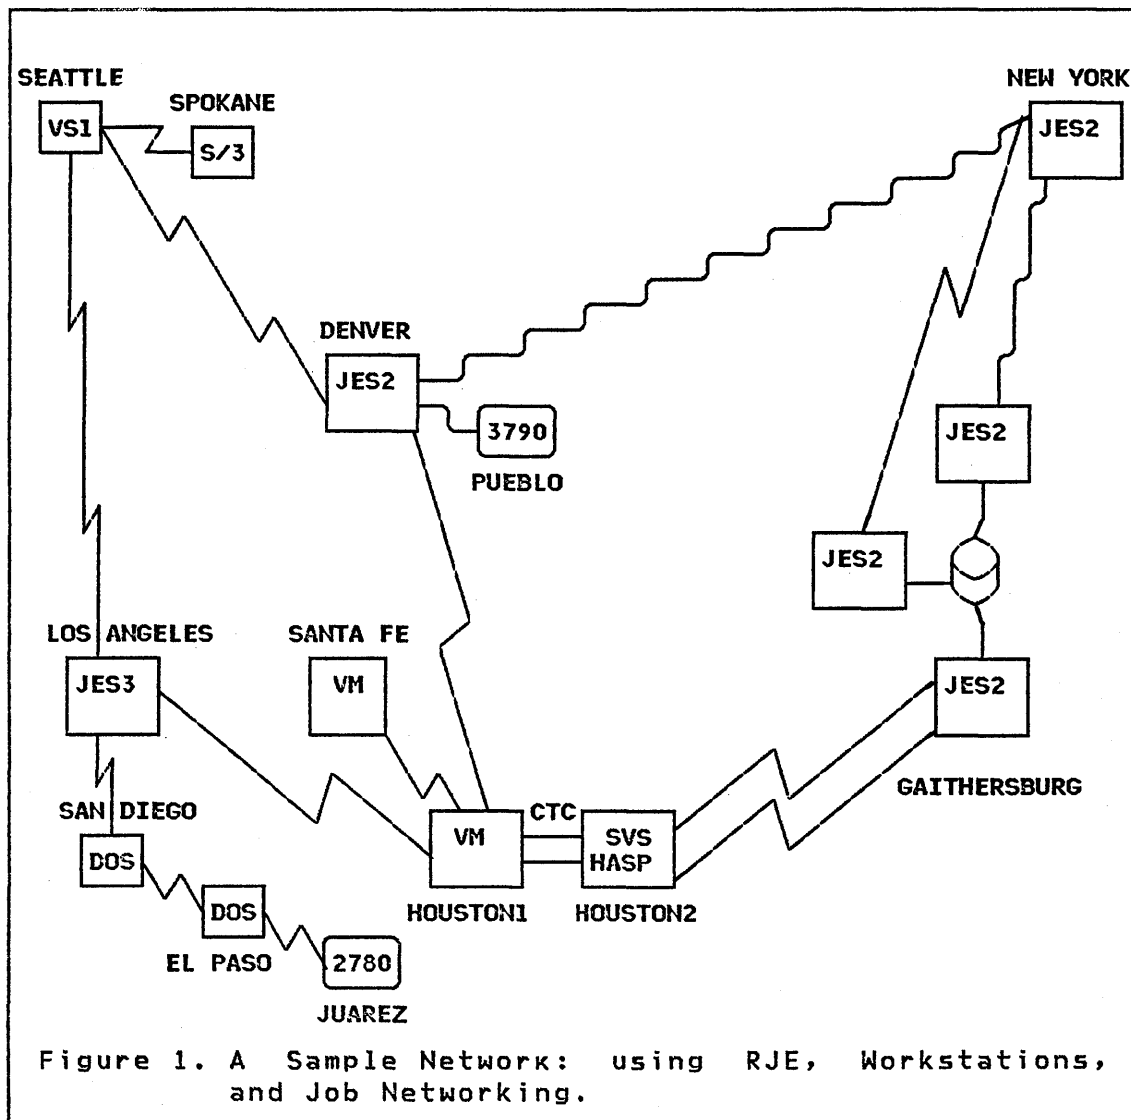 SEATTLE
NEW YORK
SPOKANE
VS1
JES2
S/3
DENVER
JES2
3790
JES2
PUEBLO
JES2
LOS ANGELES
SANTA FE
JES3
VM
JES2
GAITHERSBURG
SAN DIEGO
CTC
VM
SVS
HASP
DOS
HOUSTON1
HOUSTON2
DOS
EL PASO
2780
JUAREZ
Figure 1. A Sample Network: using RJE, Workstations,
and Job Networking.